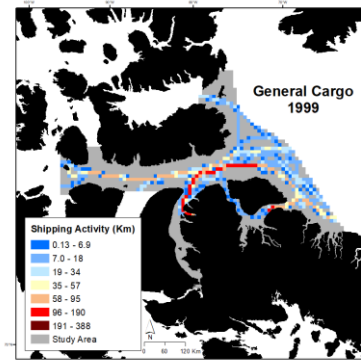 General Cargo
1999
Shipping Activity (Km)
0.13 - 6.9
7.0 - 18
19 - 34
35 - 57
58 - 95
96 - 190
191 - 388
Study Area
N
0
120 Km